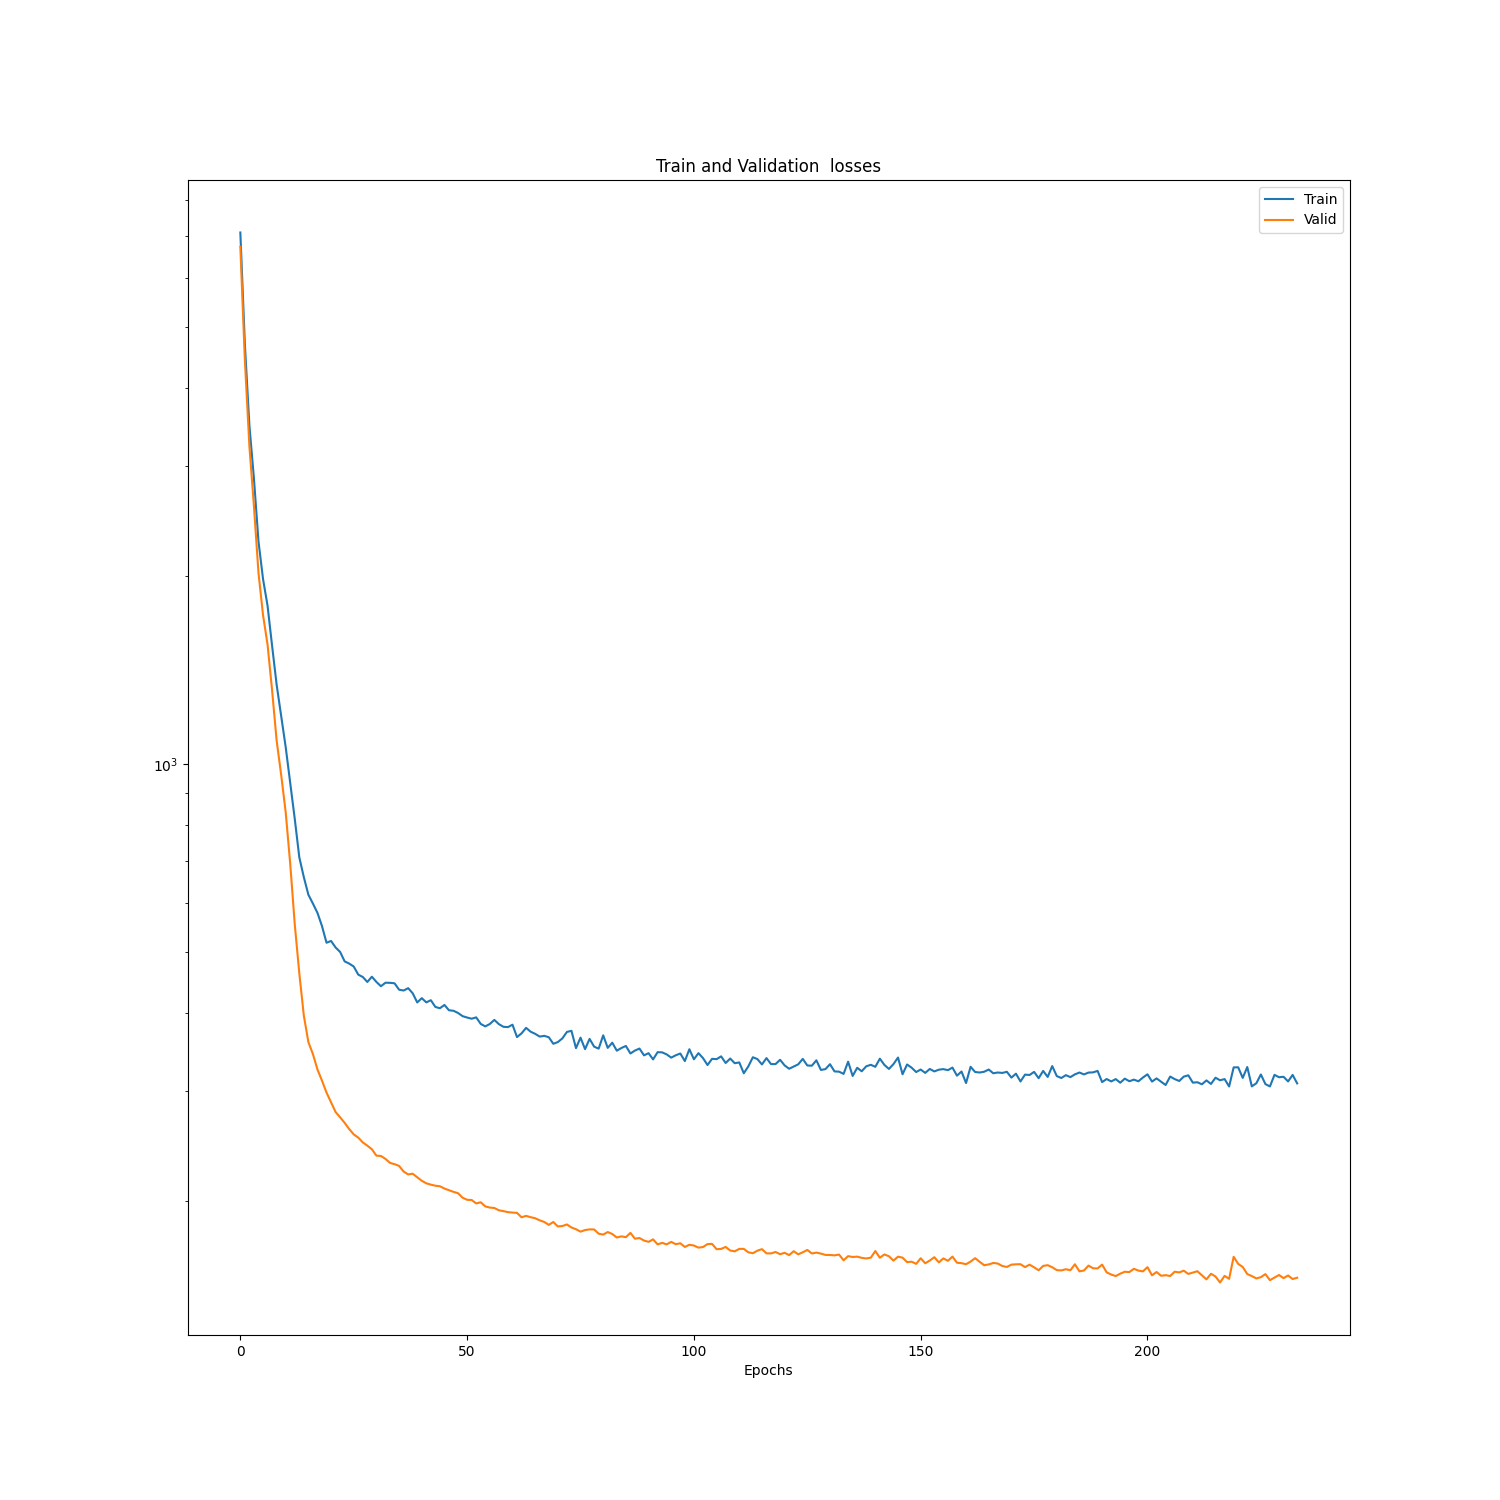 Train and Validation  losses
Train
Valid
10³
0 50 100 150 200
Epochs